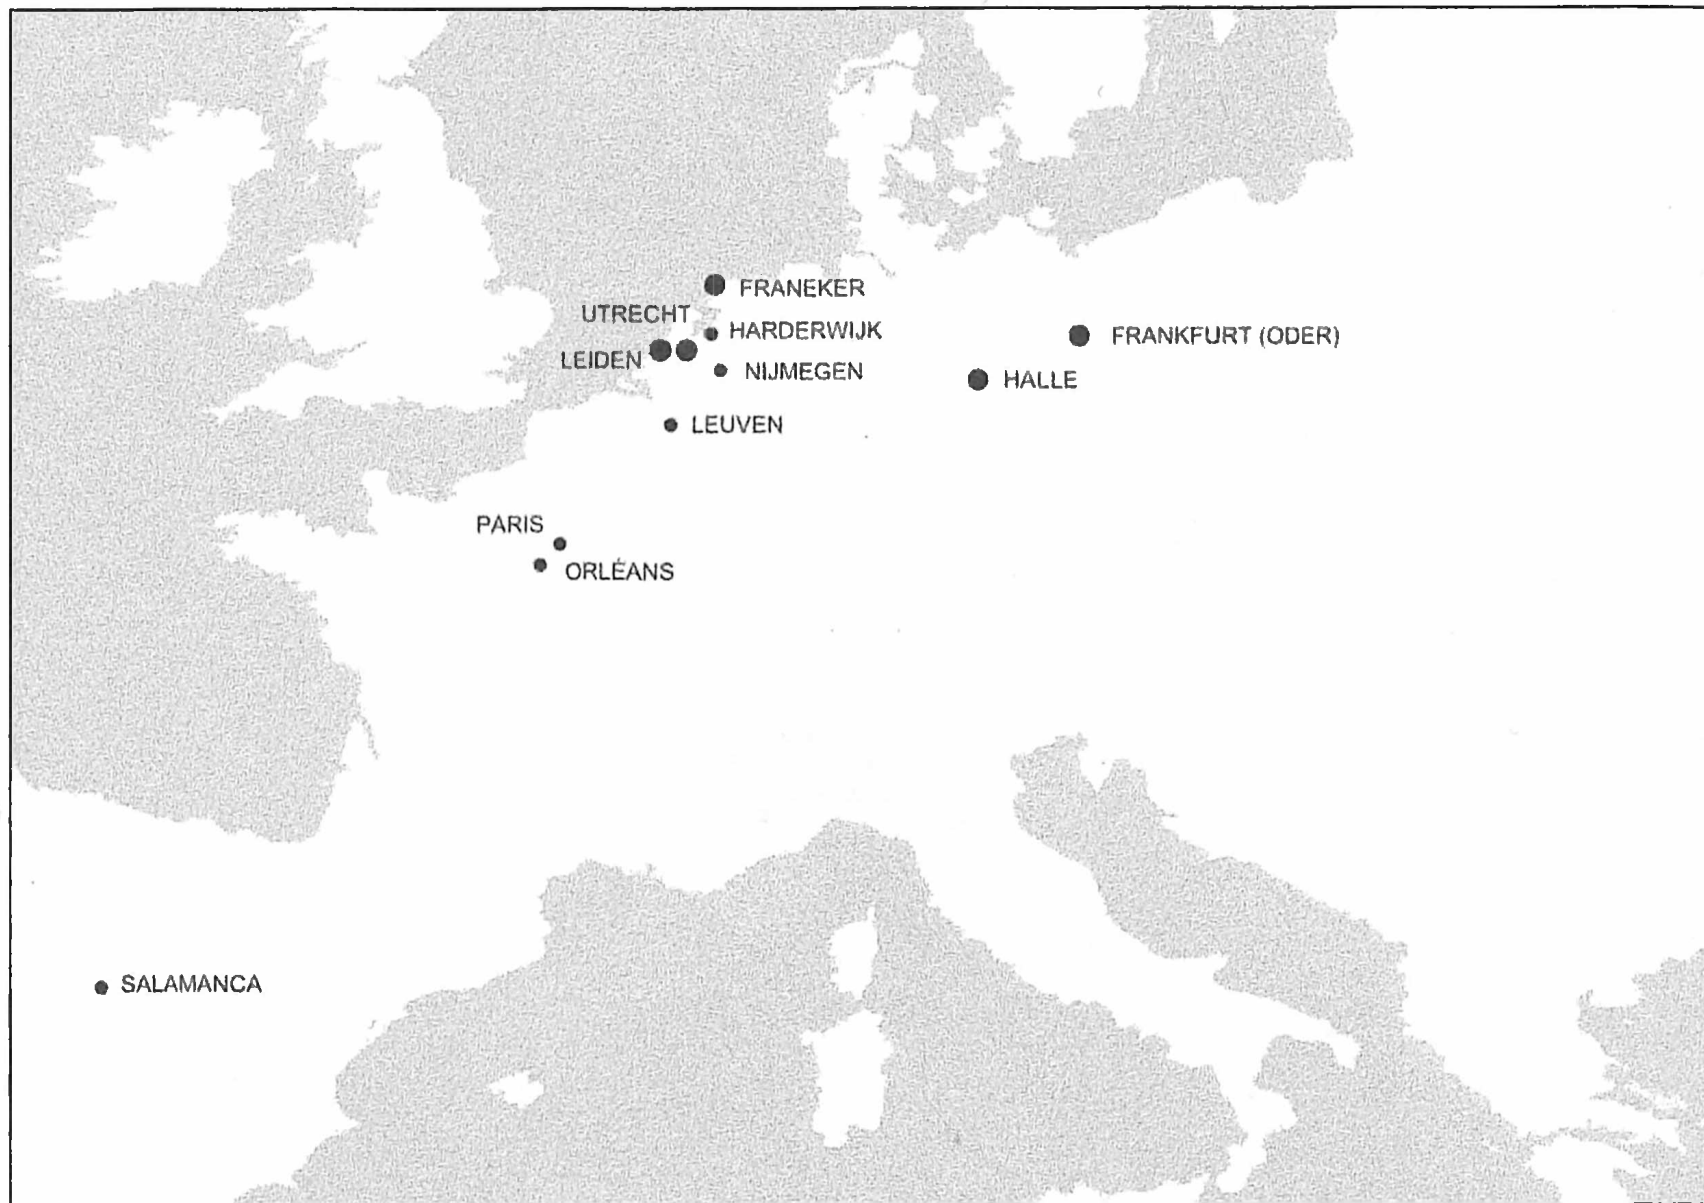 FRANEKER
UTRECHT
HARDERWIJK
FRANKFURT (ODER)
LEIDEN
NIJMEGEN
HALLE
LEUVEN
PARIS
ORLÉANS
SALAMANCA